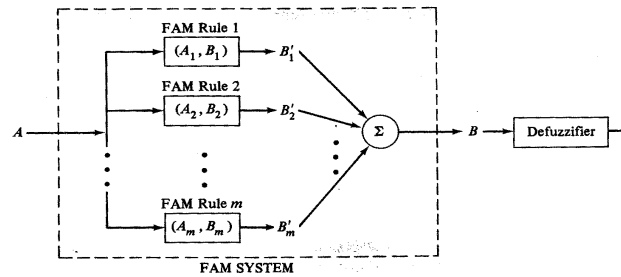 FAM Rule 1
(A₁, B₁)
B′₁
FAM Rule 2
(A₂, B₂)
B′₂
A
Σ
B
Defuzzifier
FAM Rule m
(Aₘ, Bₘ)
B′ₘ
FAM SYSTEM